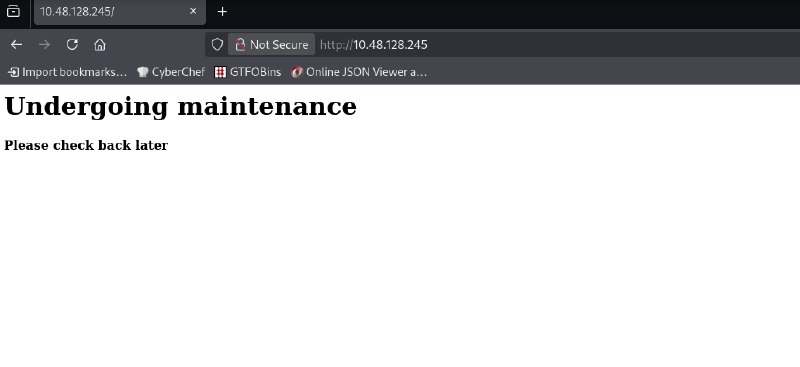 10.48.128.245/
Not Secure http://10.48.128.245
Import bookmarks... CyberChef GTFOBins Online JSON Viewer a...
Undergoing maintenance
Please check back later